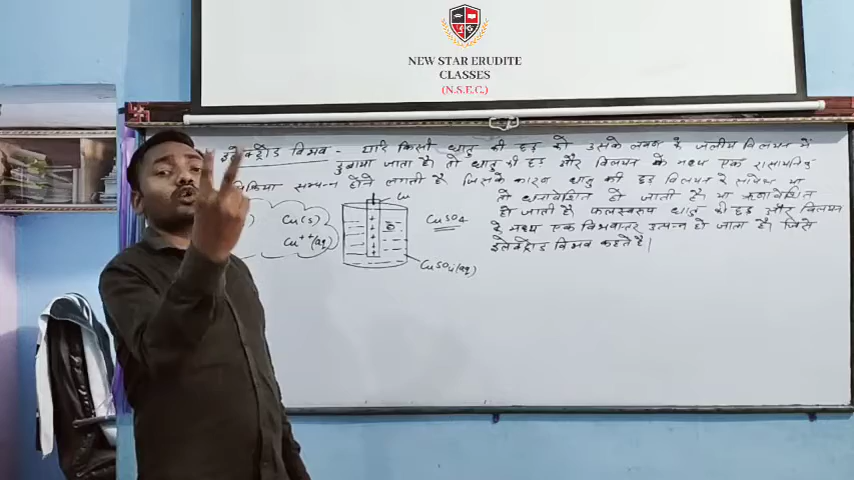 NEW STAR ERUDITE
CLASSES
(N.S.E.C.)
विभव - यदि किसी धातु की छड़ को उसके लवण के जलीय विलयन में
डुबाया जाता है। तो धातु की छड़ और विलयन के मध्य एक रासायनिक
सम्पन्न होने लगती है जिसके कारण धातु की छड़ विलयन के सापेक्ष या
तो धनावेशित हो जाती है। या ऋणावेशित
हो जाती है। फलस्वरूप धातु की छड़ और विलयन
के मध्य एक विभवान्तर उत्पन्न हो जाता है। जिसे
इलेक्ट्रोड विभव कहते है।
Cu
Cu(s)
Cu++(aq)
CuSO4
CuSO4(aq)